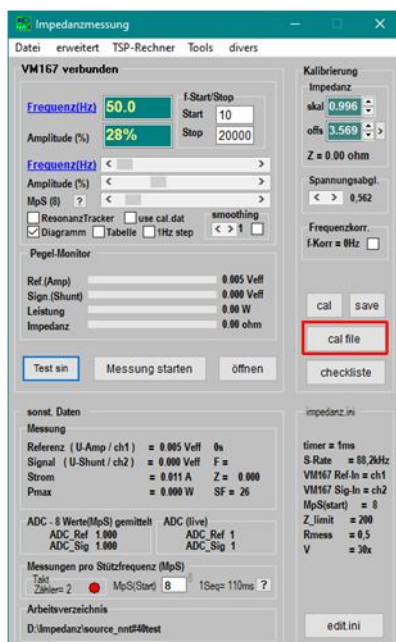 Impedanzmessung
Datei erweitert TSP-Rechner Tools divers
VM167 verbunden
Frequenz(Hz) 50.0
Amplitude (%) 28%
f-Start/Stop
Start 10
Stop 20000
Frequenz(Hz)
Amplitude (%)
MpS (8) ?
ResonanzTracker use cal.dat
Diagramm Tabelle 1Hz step
smoothing
< > 1
Pegel-Monitor
Ref.(Amp) 0.005 Veff
Sign.(Shunt) 0.000 Veff
Leistung 0.00 W
Impedanz 0.00 ohm
Test sin Messung starten öffnen
Kalibrierung
Impedanz
skal 0.996
offs 3.569 >
Z = 0.00 ohm
Spannungsabgl.
< > 0,562
Frequenzkorr.
f-Korr = 0Hz
cal save
cal file
checkliste
sonst. Daten
Messung
Referenz ( U-Amp / ch1 ) = 0.005 Veff 0s
Signal ( U-Shunt / ch2 ) = 0.000 Veff F =
Strom = 0.011 A Z = 0.000
Pmax = 0.000 W SF = 26
ADC - 8 Werte(MpS) gemittelt
ADC_Ref 1.000
ADC_Sig 1.000
ADC (live)
ADC_Ref 1
ADC_Sig 1
Messungen pro Stützfrequenz (MpS)
Takt
Zähler= 2 MpS(Start) 8 1Seq= 110ms ?
Arbeitsverzeichnis
D:\Impedanz\source_nnt#40test
impedanz.ini
timer = 1ms
S-Rate = 88,2kHz
VM167 Ref-In = ch1
VM167 Sig-In = ch2
MpS(start) = 8
Z_limit = 200
Rmess = 0,5
V = 30x
edit.ini